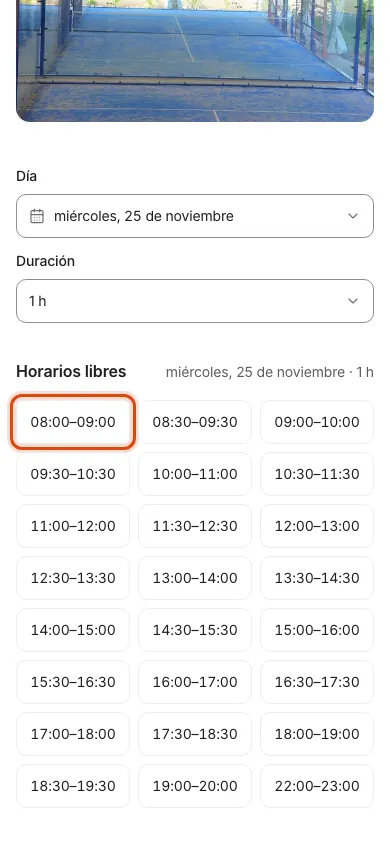 Día
miércoles, 25 de noviembre
Duración
1 h
Horarios libres miércoles, 25 de noviembre · 1 h
08:00–09:00 08:30–09:30 09:00–10:00
09:30–10:30 10:00–11:00 10:30–11:30
11:00–12:00 11:30–12:30 12:00–13:00
12:30–13:30 13:00–14:00 13:30–14:30
14:00–15:00 14:30–15:30 15:00–16:00
15:30–16:30 16:00–17:00 16:30–17:30
17:00–18:00 17:30–18:30 18:00–19:00
18:30–19:30 19:00–20:00 22:00–23:00